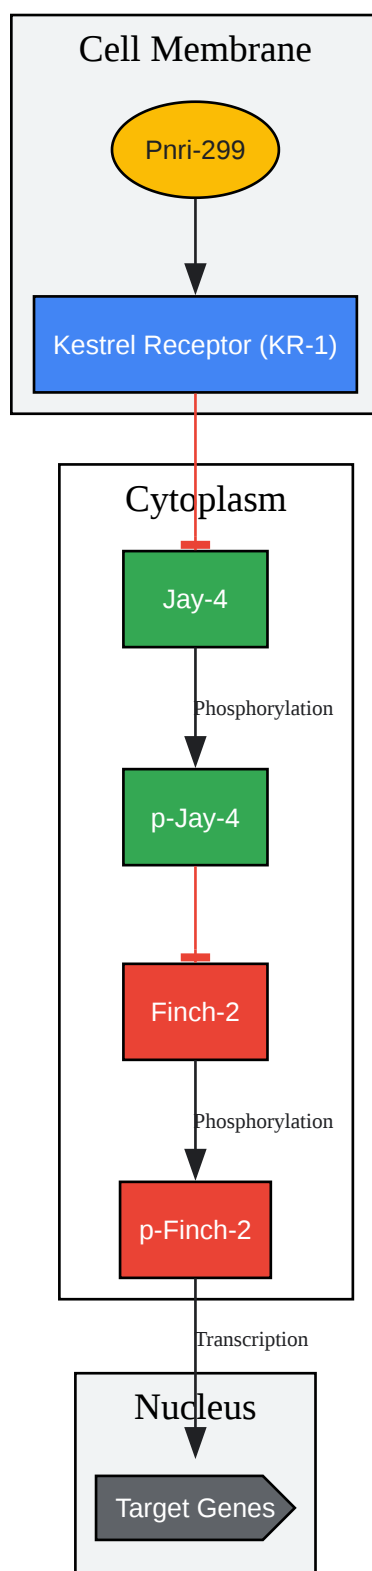 Cell Membrane
Pnri-299
Kestrel Receptor (KR-1)
Cytoplasm
Jay-4
Phosphorylation
p-Jay-4
Finch-2
Phosphorylation
p-Finch-2
Transcription
Nucleus
Target Genes